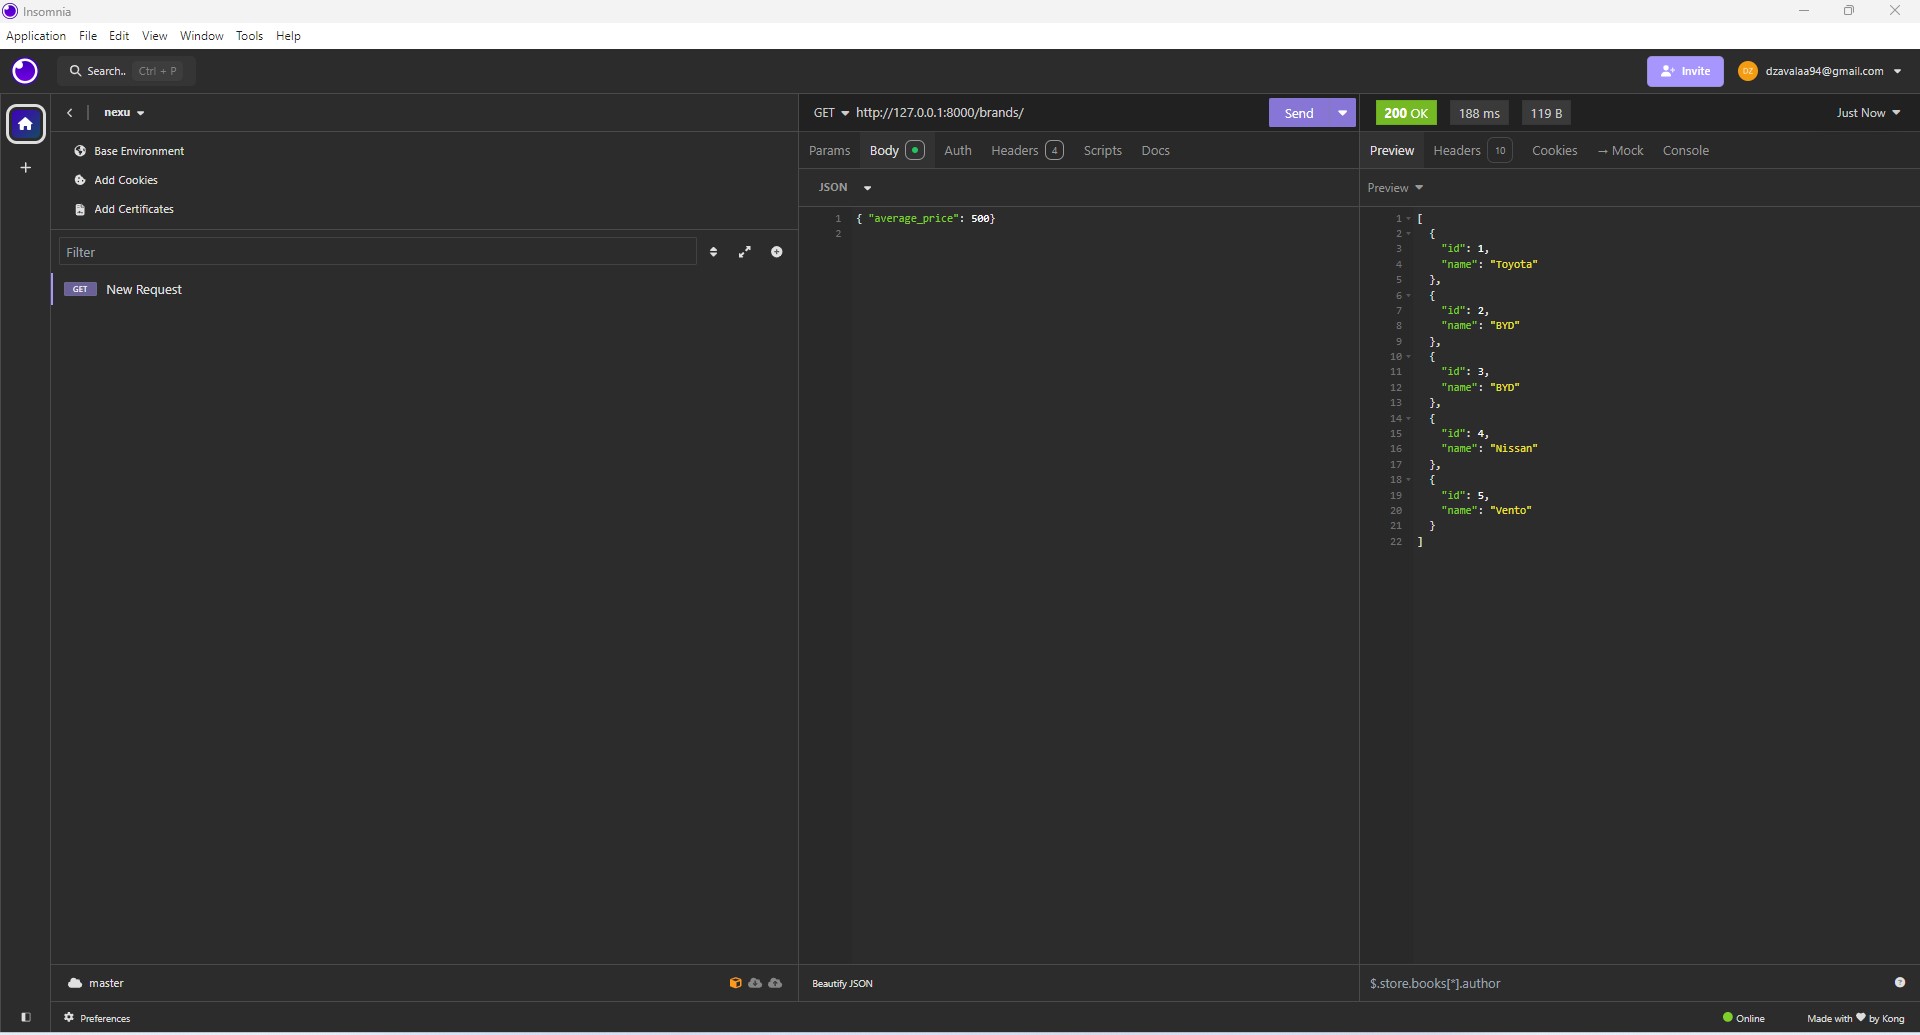 Insomnia
Application File Edit View Window Tools Help
Search.. Ctrl + P
Invite
DZ dzavalaa94@gmail.com
nexu
Base Environment
Add Cookies
Add Certificates
Filter
GET New Request
GET http://127.0.0.1:8000/brands/ Send
Params Body Auth Headers 4 Scripts Docs
JSON
1 { "average_price": 500}
2
200 OK 188 ms 119 B Just Now
Preview Headers 10 Cookies → Mock Console
Preview
1 [
2 {
3 "id": 1,
4 "name": "Toyota"
5 },
6 {
7 "id": 2,
8 "name": "BYD"
9 },
10 {
11 "id": 3,
12 "name": "BYD"
13 },
14 {
15 "id": 4,
16 "name": "Nissan"
17 },
18 {
19 "id": 5,
20 "name": "Vento"
21 }
22 ]
master
Beautify JSON
$.store.books[*].author
Preferences
Online
Made with ♥ by Kong